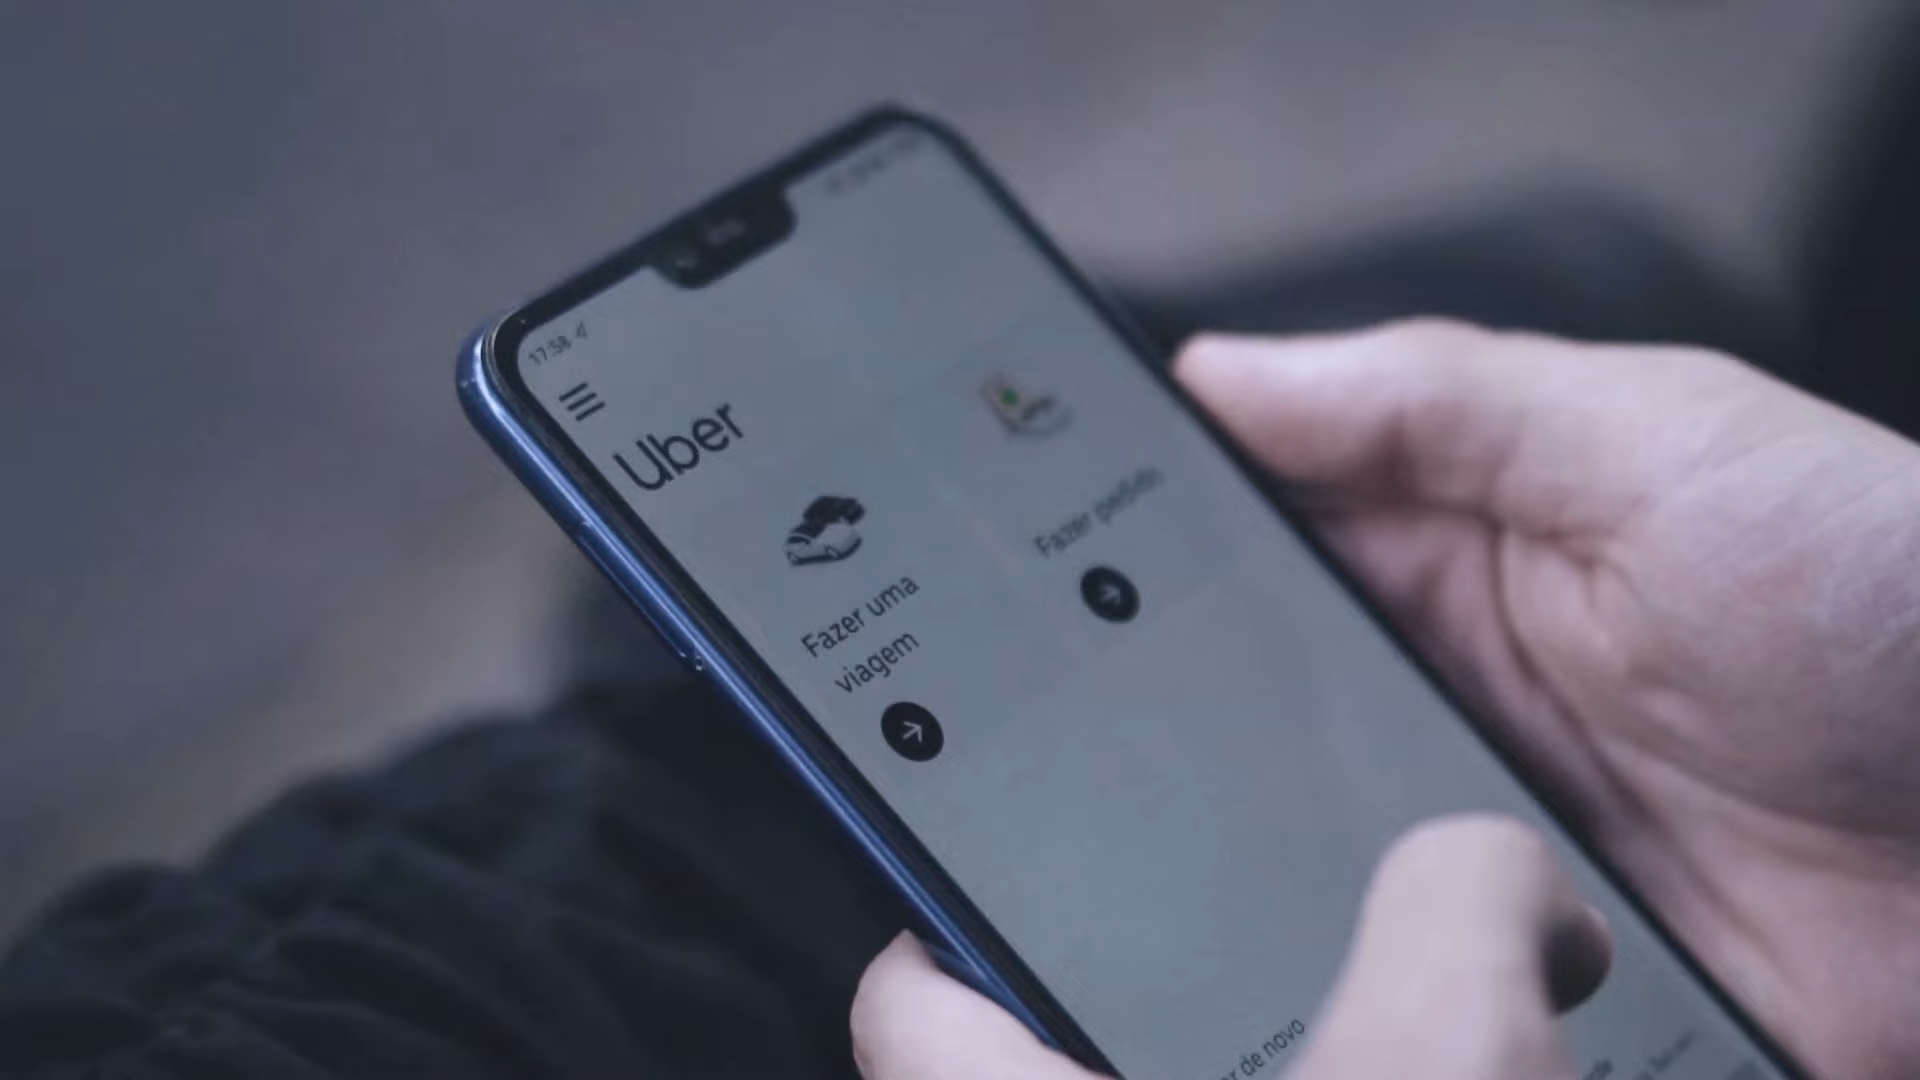 17:58
Uber
Fazer uma
viagem
Fazer pedido
de novo